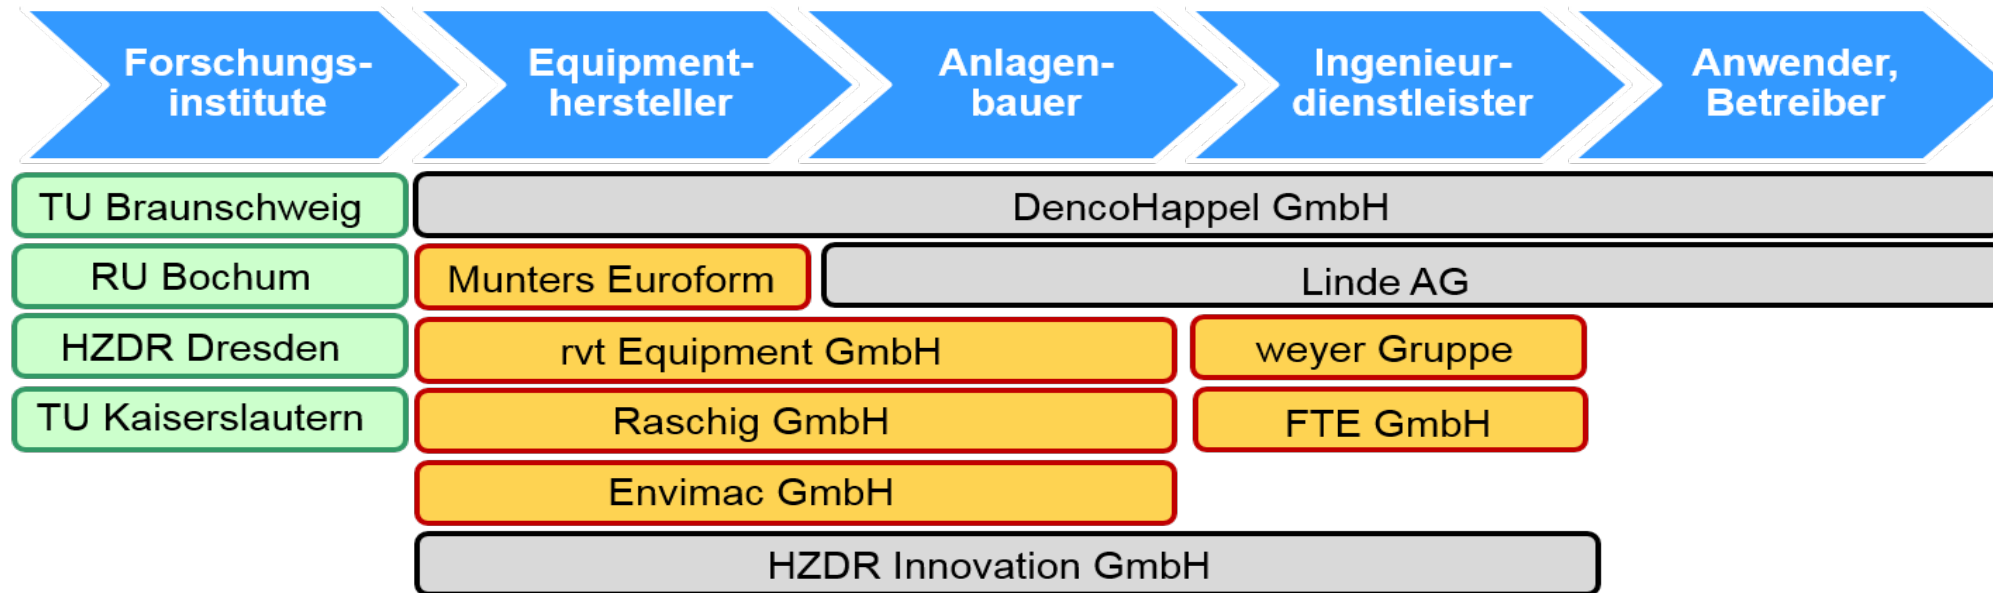 Forschungs-
institute
Equipment-
hersteller
Anlagen-
bauer
Ingenieur-
dienstleister
Anwender,
Betreiber
TU Braunschweig
DencoHappel GmbH
RU Bochum
Munters Euroform
Linde AG
HZDR Dresden
rvt Equipment GmbH
weyer Gruppe
TU Kaiserslautern
Raschig GmbH
FTE GmbH
Envimac GmbH
HZDR Innovation GmbH